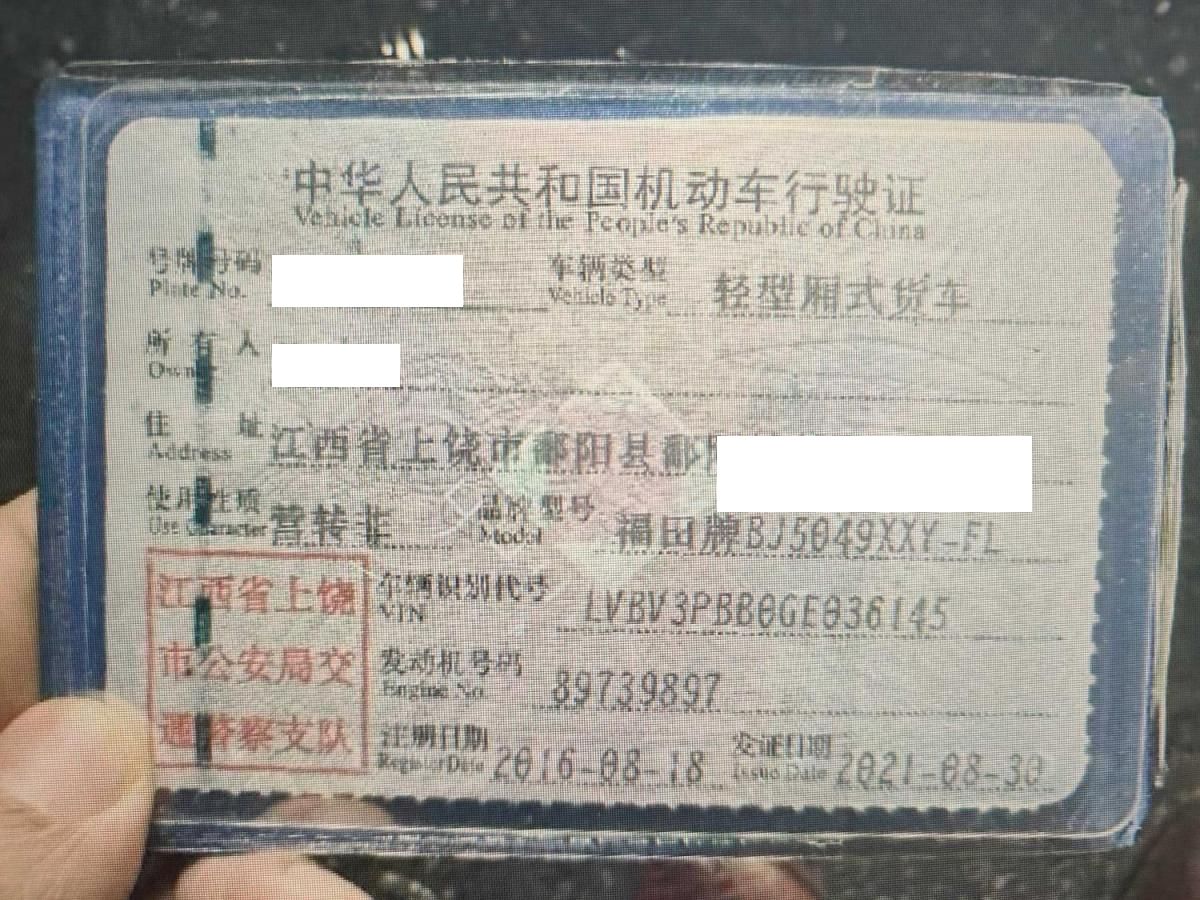 中华人民共和国机动车行驶证
Vehicle License of the People's Republic of China
号牌号码 车辆类型 轻型厢式货车
Plate No. Vehicle Type
所有人
Owner
住址 江西省上饶市鄱阳县鄱
Address
使用性质 营转非 品牌型号 福田牌BJ5049XXY-FL
Use Character Model
江西省上饶 车辆识别代号 LVBV3PBB0GE036145
VIN
市公安局交 发动机号码 89739897
Engine No.
通警察支队 注册日期 2016-08-18 发证日期 2021-08-30
Register Date Issue Date